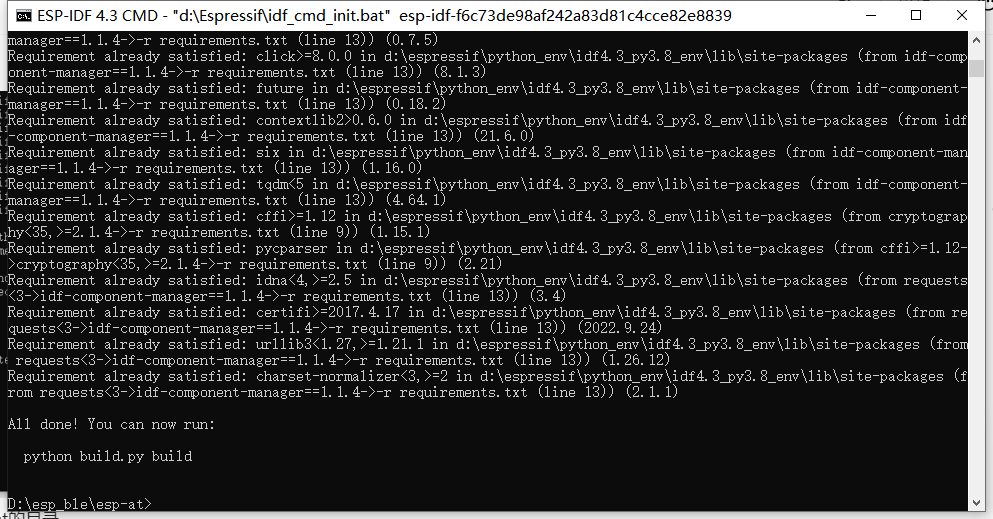 ESP-IDF 4.3 CMD - "d:\Espressif\idf_cmd_init.bat"  esp-idf-f6c73de98af242a83d81c4cce82e8839
manager==1.1.4->-r requirements.txt (line 13)) (0.7.5)
Requirement already satisfied: click>=8.0.0 in d:\espressif\python_env\idf4.3_py3.8_env\lib\site-packages (from idf-comp
onent-manager==1.1.4->-r requirements.txt (line 13)) (8.1.3)
Requirement already satisfied: future in d:\espressif\python_env\idf4.3_py3.8_env\lib\site-packages (from idf-component-
manager==1.1.4->-r requirements.txt (line 13)) (0.18.2)
Requirement already satisfied: contextlib2>0.6.0 in d:\espressif\python_env\idf4.3_py3.8_env\lib\site-packages (from idf
-component-manager==1.1.4->-r requirements.txt (line 13)) (21.6.0)
Requirement already satisfied: six in d:\espressif\python_env\idf4.3_py3.8_env\lib\site-packages (from idf-component-man
ager==1.1.4->-r requirements.txt (line 13)) (1.16.0)
Requirement already satisfied: tqdm<5 in d:\espressif\python_env\idf4.3_py3.8_env\lib\site-packages (from idf-component-
manager==1.1.4->-r requirements.txt (line 13)) (4.64.1)
Requirement already satisfied: cffi>=1.12 in d:\espressif\python_env\idf4.3_py3.8_env\lib\site-packages (from cryptograp
hy<35,>=2.1.4->-r requirements.txt (line 9)) (1.15.1)
Requirement already satisfied: pycparser in d:\espressif\python_env\idf4.3_py3.8_env\lib\site-packages (from cffi>=1.12-
>cryptography<35,>=2.1.4->-r requirements.txt (line 9)) (2.21)
Requirement already satisfied: idna<4,>=2.5 in d:\espressif\python_env\idf4.3_py3.8_env\lib\site-packages (from requests
<3->idf-component-manager==1.1.4->-r requirements.txt (line 13)) (3.4)
Requirement already satisfied: certifi>=2017.4.17 in d:\espressif\python_env\idf4.3_py3.8_env\lib\site-packages (from re
quests<3->idf-component-manager==1.1.4->-r requirements.txt (line 13)) (2022.9.24)
Requirement already satisfied: urllib3<1.27,>=1.21.1 in d:\espressif\python_env\idf4.3_py3.8_env\lib\site-packages (from
 requests<3->idf-component-manager==1.1.4->-r requirements.txt (line 13)) (1.26.12)
Requirement already satisfied: charset-normalizer<3,>=2 in d:\espressif\python_env\idf4.3_py3.8_env\lib\site-packages (f
rom requests<3->idf-component-manager==1.1.4->-r requirements.txt (line 13)) (2.1.1)
All done! You can now run:
python build.py build
D:\esp_ble\esp-at>